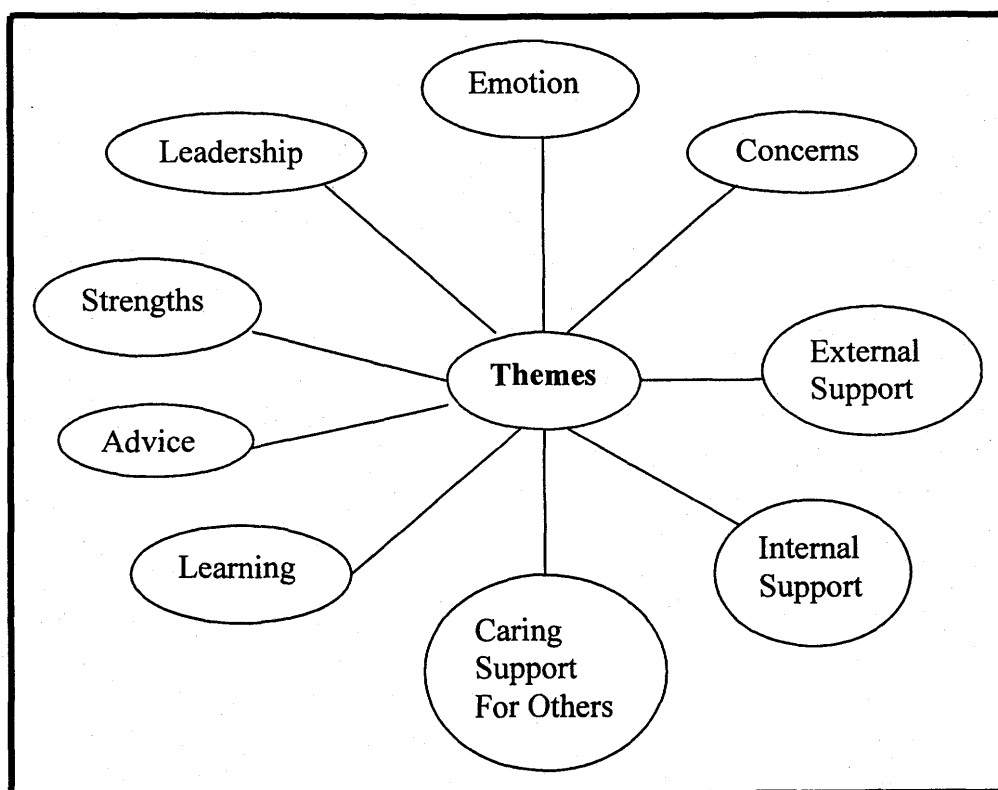 Emotion
Leadership
Concerns
Strengths
Themes
External
Support
Advice
Learning
Internal
Support
Caring
Support
For Others